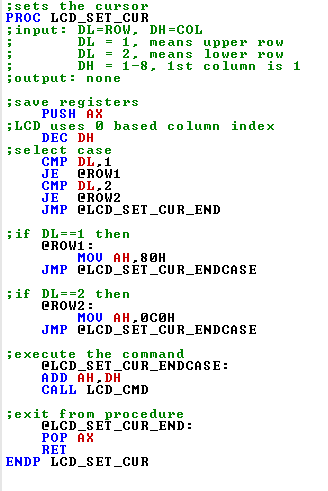 ;sets the cursor
PROC LCD_SET_CUR
;input: DL=ROW, DH=COL
;       DL = 1, means upper row
;       DL = 2, means lower row
;       DH = 1-8, 1st column is 1
;output: none

;save registers
    PUSH AX
;LCD uses 0 based column index
    DEC DH
;select case
    CMP DL,1
    JE  @ROW1
    CMP DL,2
    JE  @ROW2
    JMP @LCD_SET_CUR_END

;if DL==1 then
    @ROW1:
        MOV AH,80H
    JMP @LCD_SET_CUR_ENDCASE

;if DL==2 then
    @ROW2:
        MOV AH,0C0H
    JMP @LCD_SET_CUR_ENDCASE

;execute the command
    @LCD_SET_CUR_ENDCASE:
    ADD AH,DH
    CALL LCD_CMD

;exit from procedure
    @LCD_SET_CUR_END:
    POP AX
    RET
ENDP LCD_SET_CUR